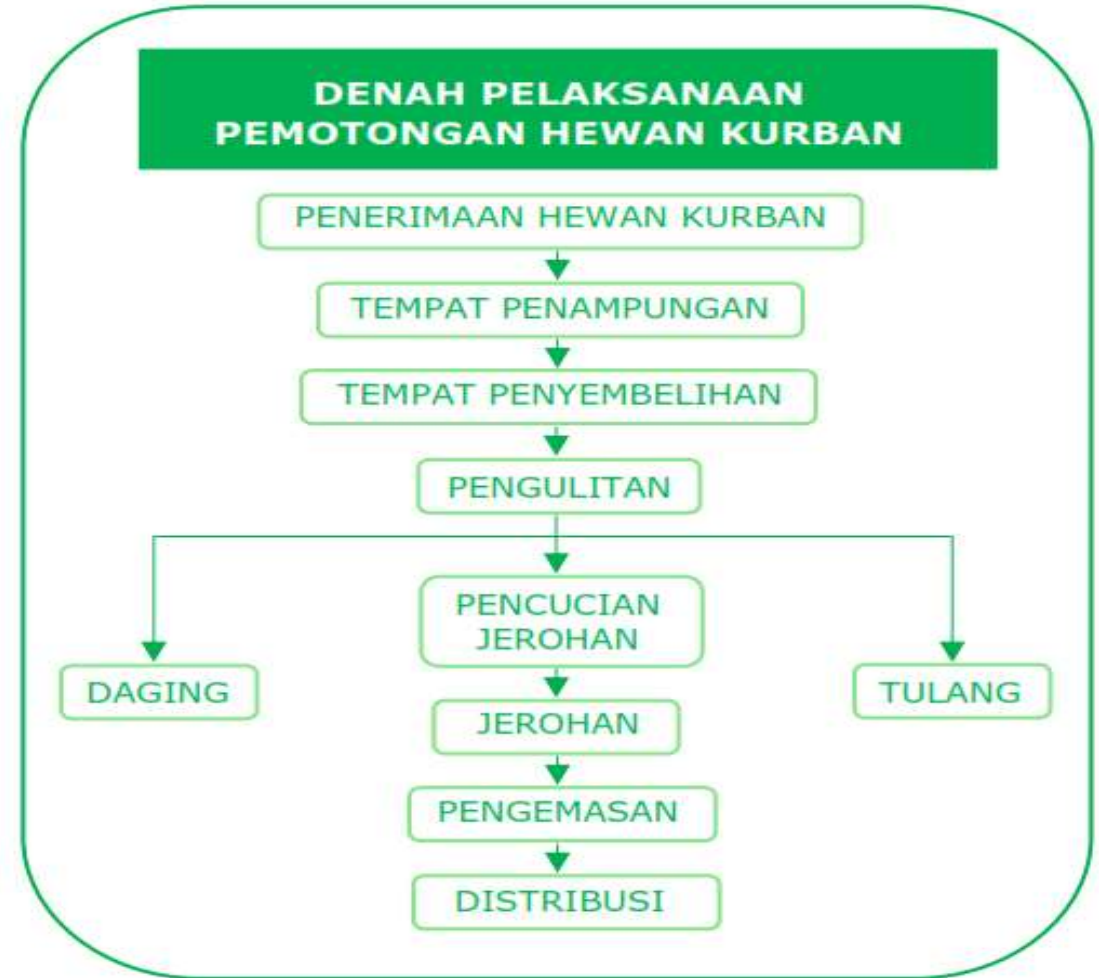 DENAH PELAKSANAAN
PEMOTONGAN HEWAN KURBAN
PENERIMAAN HEWAN KURBAN
TEMPAT PENAMPUNGAN
TEMPAT PENYEMBELIHAN
PENGULITAN
PENCUCIAN
JEROHAN
DAGING
TULANG
JEROHAN
PENGEMASAN
DISTRIBUSI